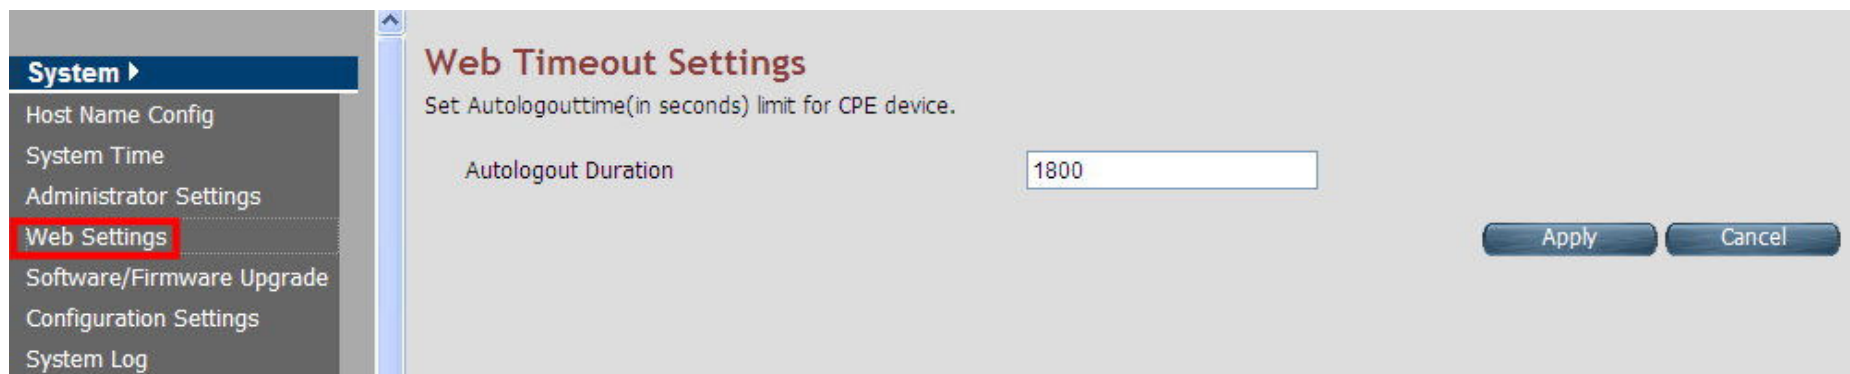 System
Host Name Config
System Time
Administrator Settings
Web Settings
Software/Firmware Upgrade
Configuration Settings
System Log
Web Timeout Settings
Set Autologouttime(in seconds) limit for CPE device.
Autologout Duration 1800
Apply Cancel